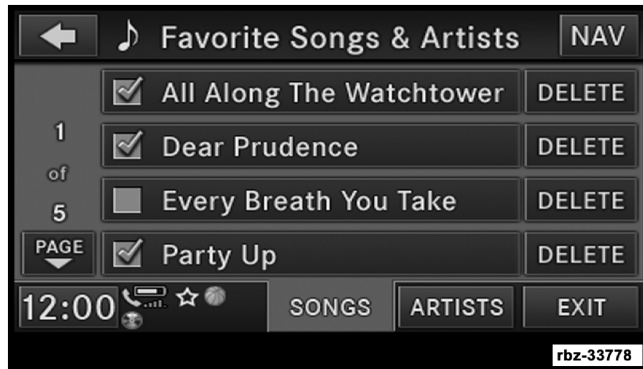 Favorite Songs & Artists NAV
All Along The Watchtower DELETE
1
Dear Prudence DELETE
of
5
Every Breath You Take DELETE
PAGE
Party Up DELETE
12:00 SONGS ARTISTS EXIT
rbz-33778